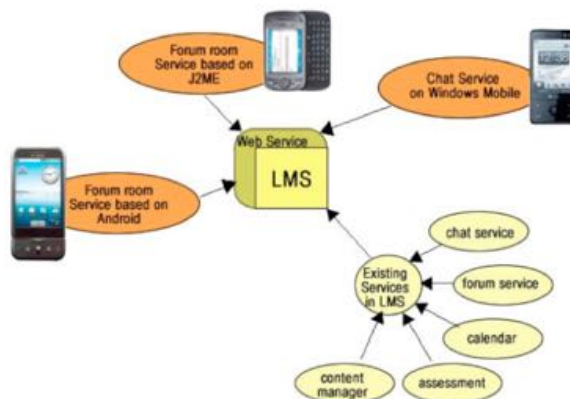 Forum room
Service based on
J2ME
Chat Service
on Windows Mobile
Web Service
LMS
Forum room
Service based on
Android
chat service
Existing
Services
in LMS
forum service
calendar
content
manager
assessment